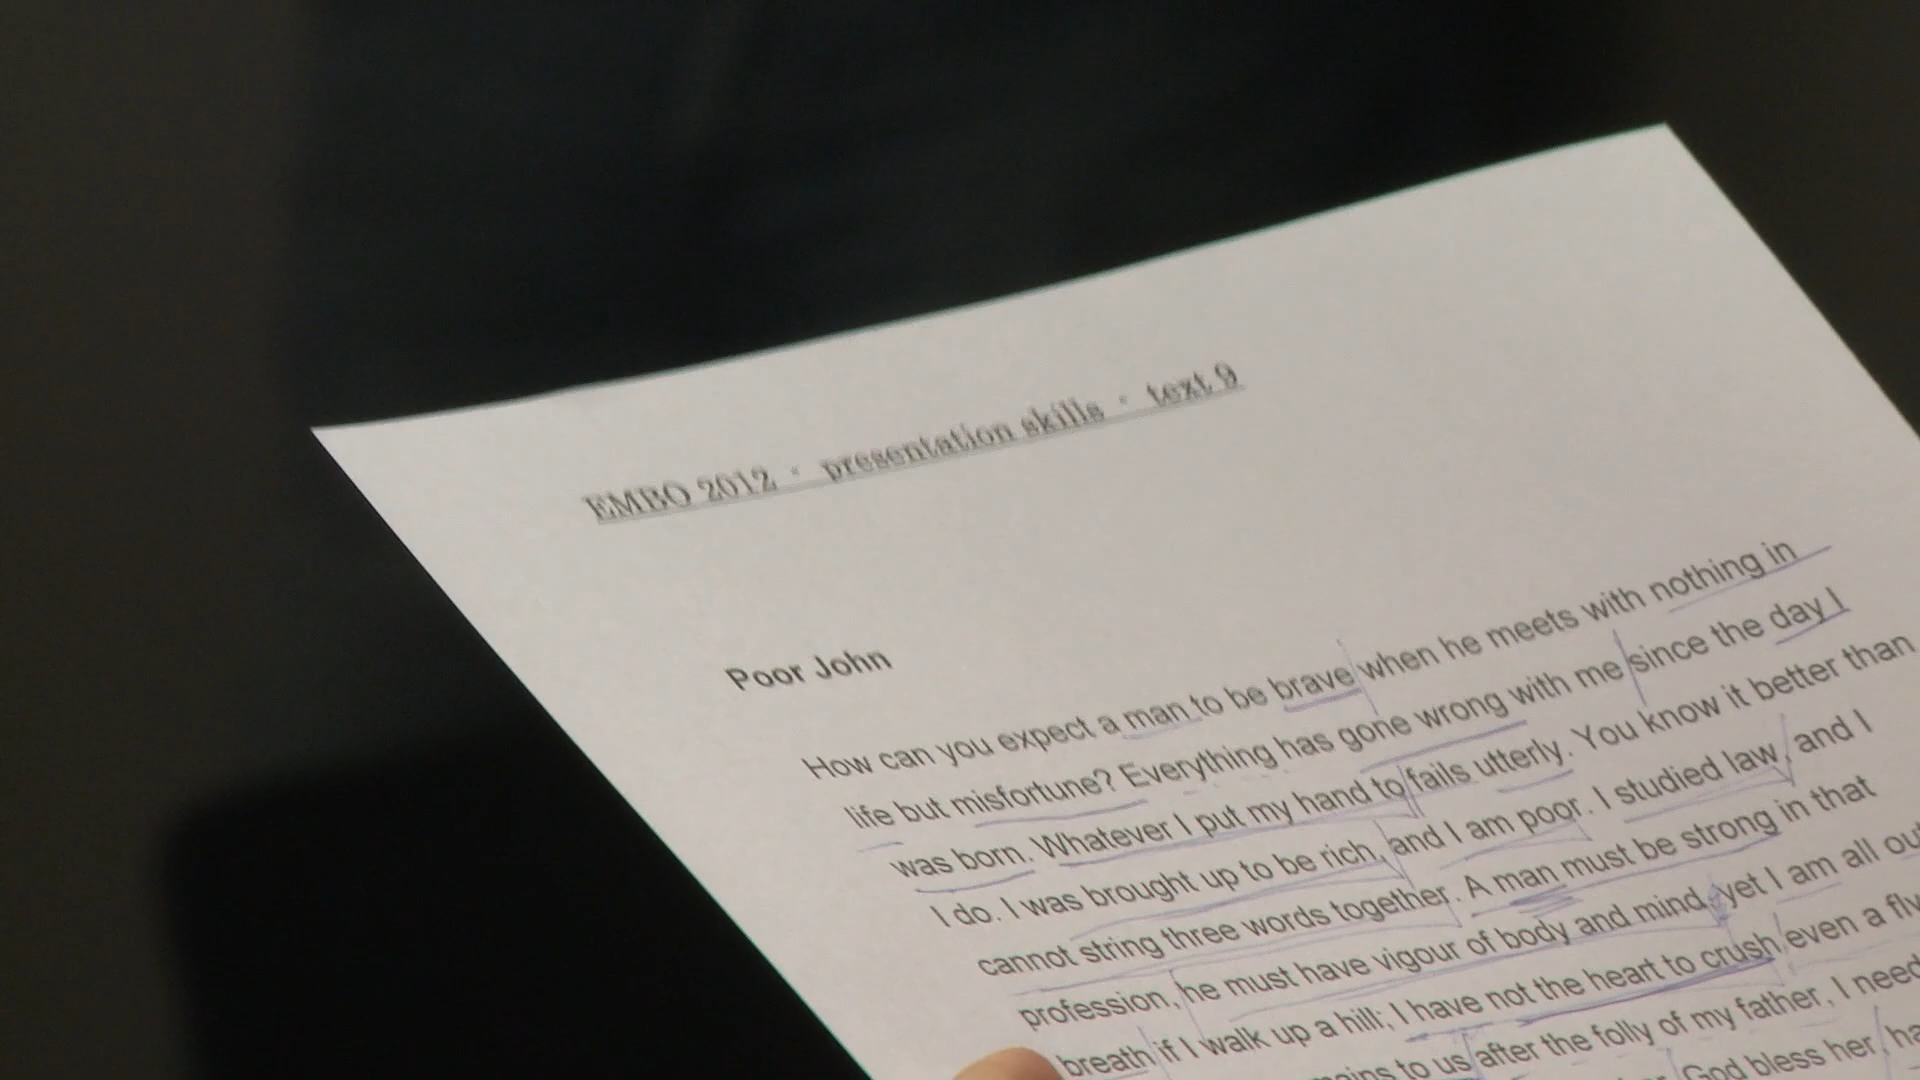 EMBO 2012 • presentation skills • text 9
Poor John
How can you expect a man to be brave when he meets with nothing in
life but misfortune? Everything has gone wrong with me since the day I
was born. Whatever I put my hand to fails utterly. You know it better than
I do. I was brought up to be rich, and I am poor. I studied law, and I
cannot string three words together. A man must be strong in that
profession, he must have vigour of body and mind, yet I am all out
breath if I walk up a hill; I have not the heart to crush even a fly
to us after the folly of my father, I need
God bless her